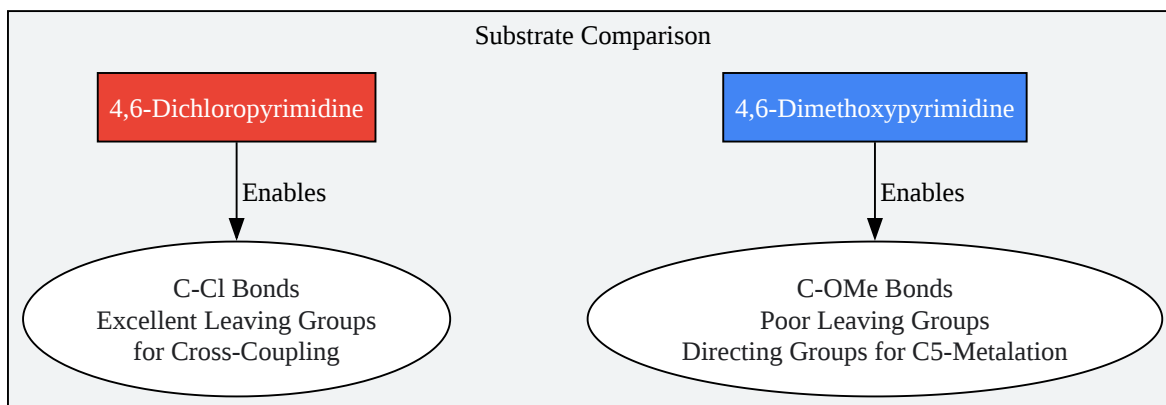 Substrate Comparison
4,6-Dichloropyrimidine
4,6-Dimethoxypyrimidine
Enables
Enables
C-Cl Bonds
Excellent Leaving Groups
for Cross-Coupling
C-OMe Bonds
Poor Leaving Groups
Directing Groups for C5-Metalation